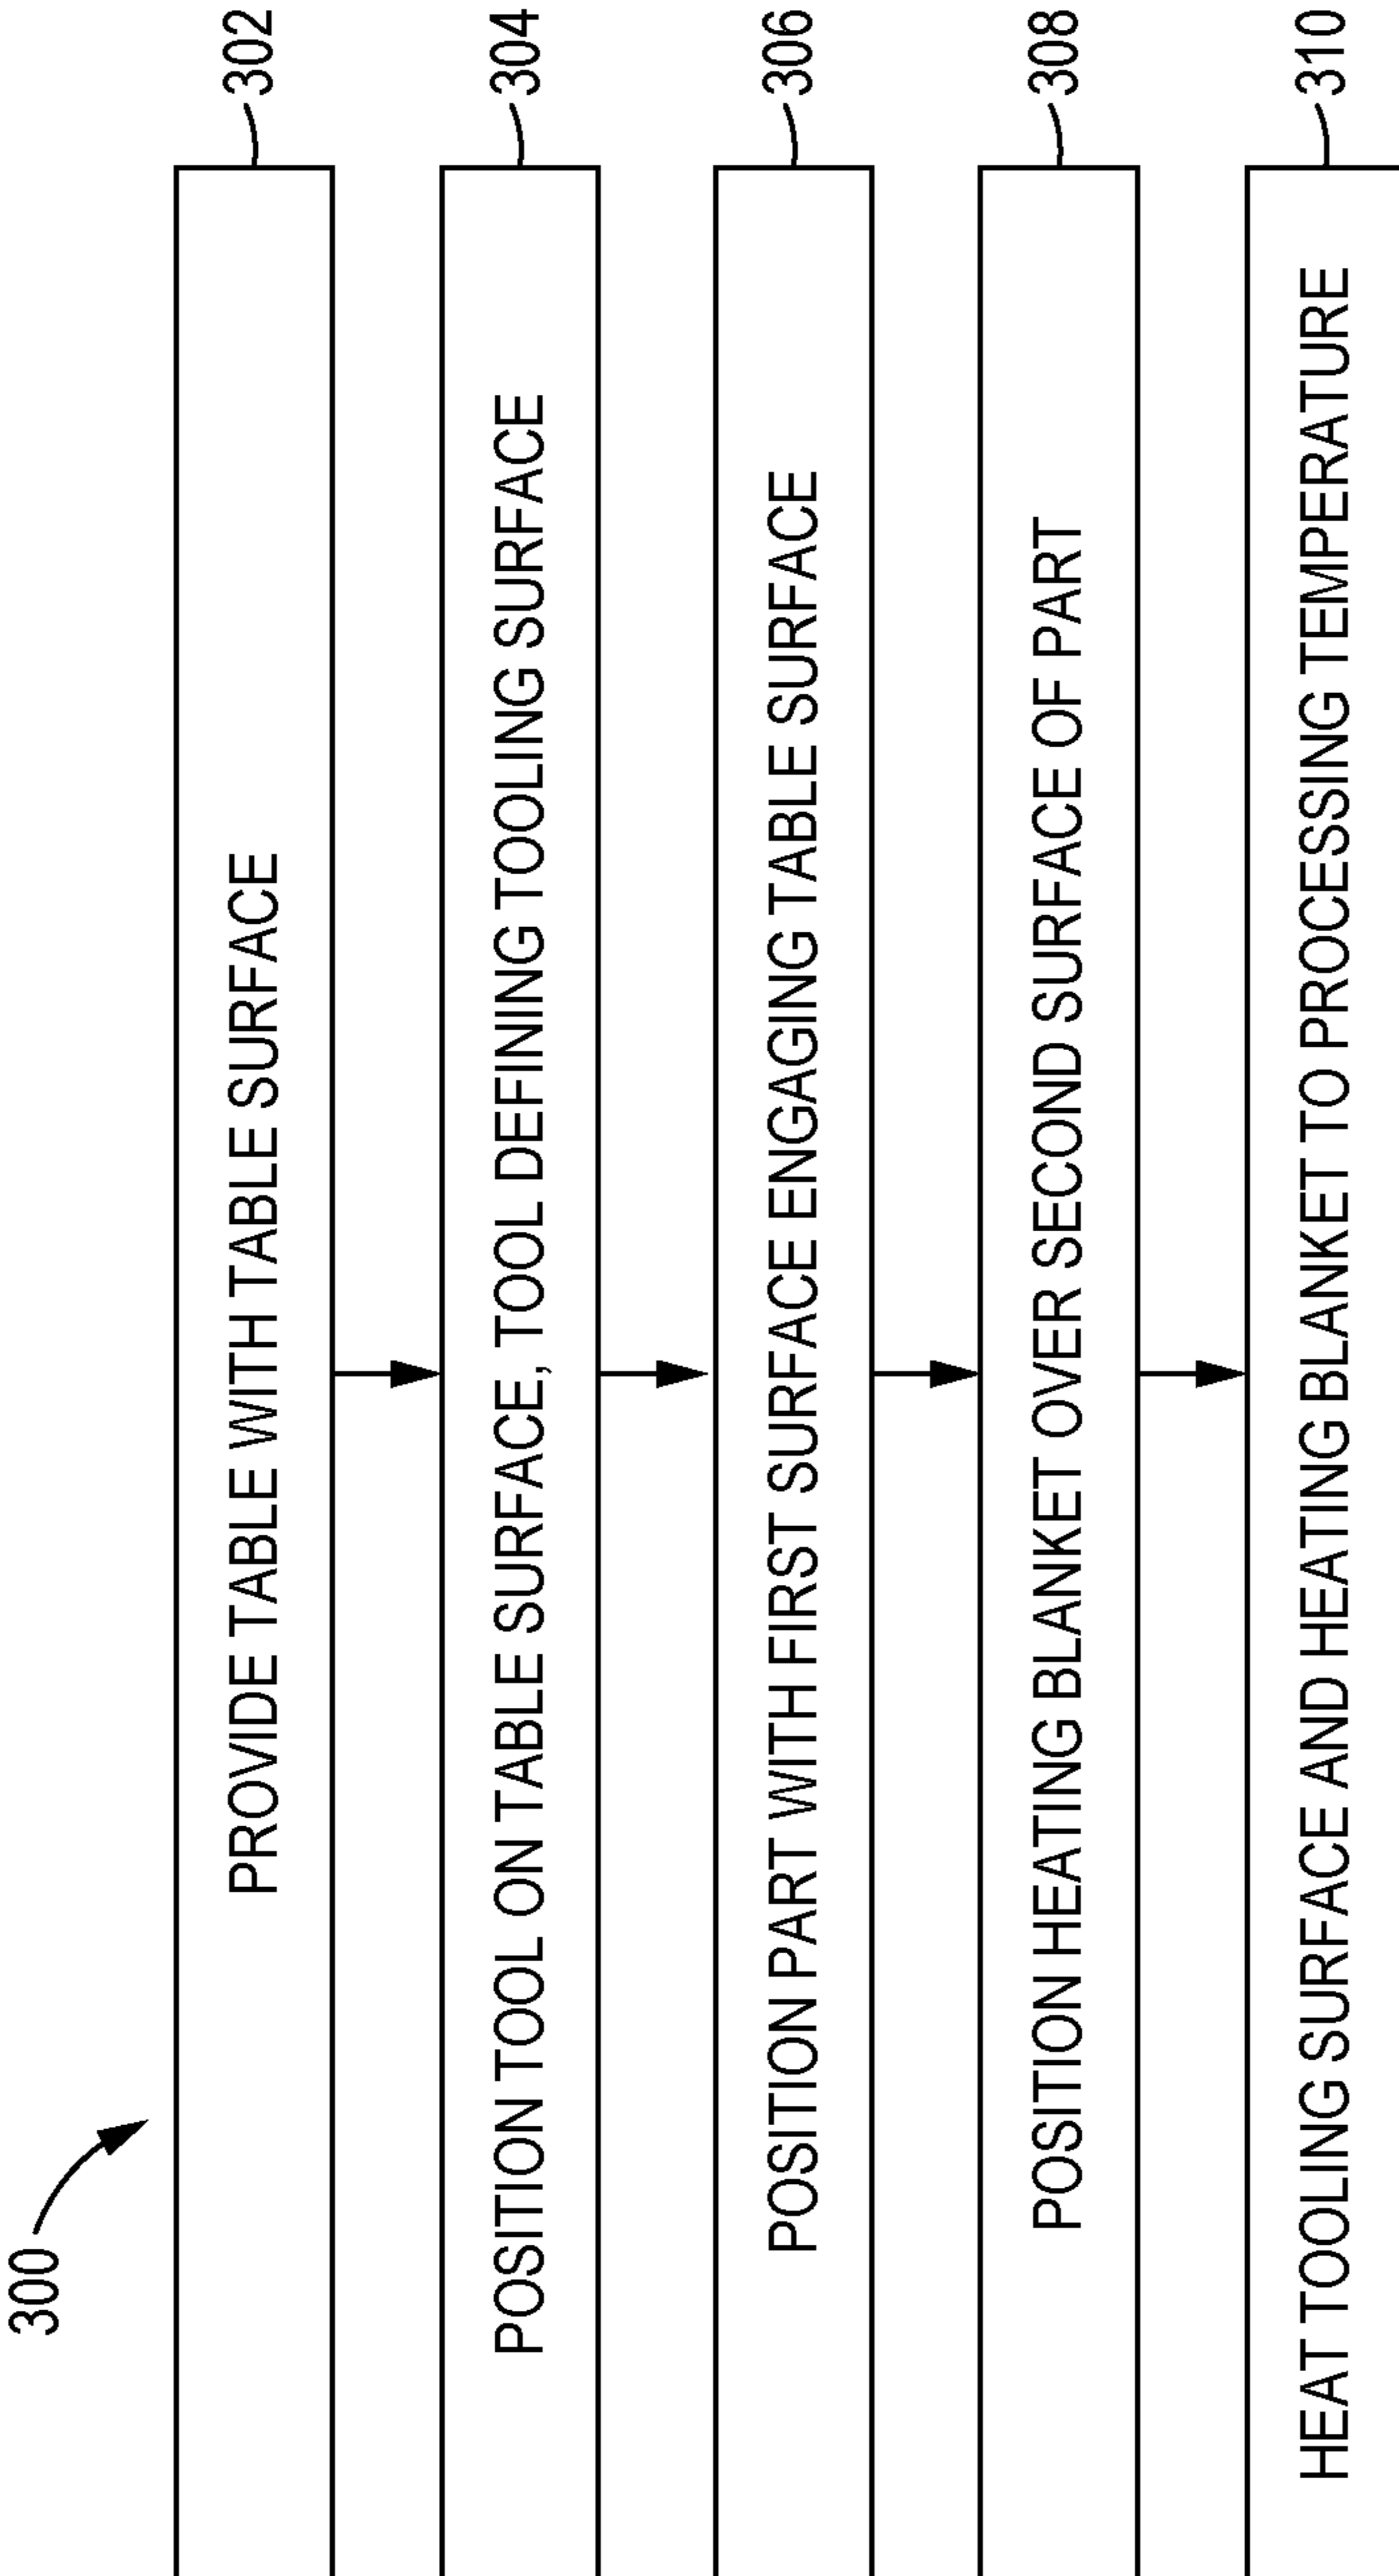 300
PROVIDE TABLE WITH TABLE SURFACE
302
POSITION TOOL ON TABLE SURFACE, TOOL DEFINING TOOLING SURFACE
304
POSITION PART WITH FIRST SURFACE ENGAGING TABLE SURFACE
306
POSITION HEATING BLANKET OVER SECOND SURFACE OF PART
308
HEAT TOOLING SURFACE AND HEATING BLANKET TO PROCESSING TEMPERATURE
310